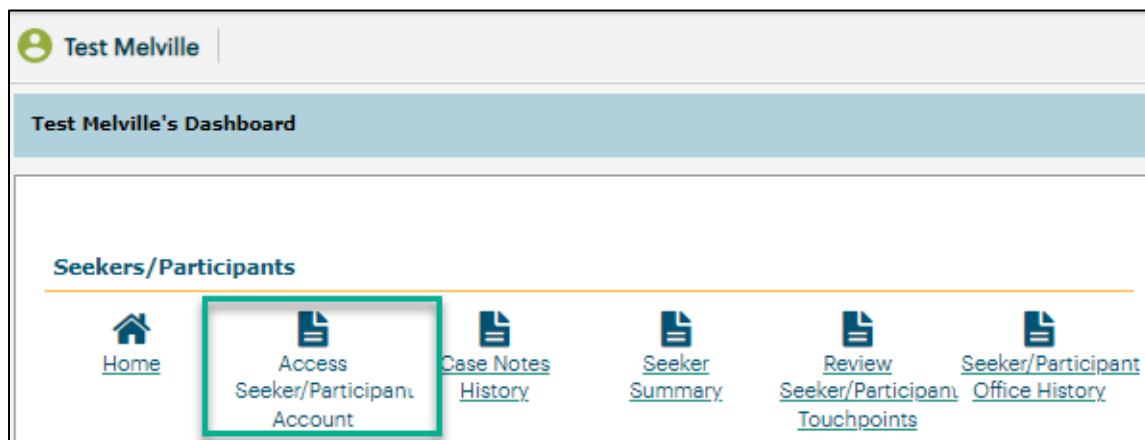 Test Melville
Test Melville's Dashboard
Seekers/Participants
Home
Access
Seeker/Participant
Account
Case Notes
History
Seeker
Summary
Review
Seeker/Participant
Touchpoints
Seeker/Participant
Office History